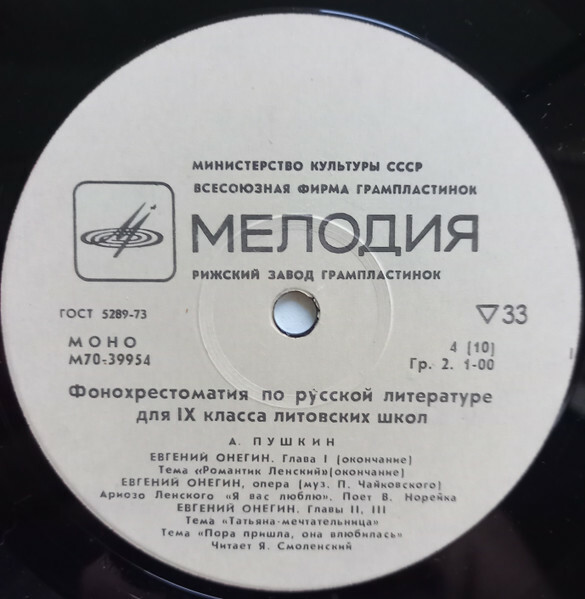 МИНИСТЕРСТВО КУЛЬТУРЫ СССР
ВСЕСОЮЗНАЯ ФИРМА ГРАМПЛАСТИНОК
МЕЛОДИЯ
РИЖСКИЙ ЗАВОД ГРАМПЛАСТИНОК
ГОСТ 5289-73
▽33
МОНО
4 (10)
М70-39954
Гр. 2. 1-00
Фонохрестоматия по русской литературе
для IX класса литовских школ
А. ПУШКИН
ЕВГЕНИЙ ОНЕГИН. Глава I (окончание)
Тема «Романтик Ленский»(окончание)
ЕВГЕНИЙ ОНЕГИН, опера (муз. П. Чайковского)
Ариозо Ленского «Я вас люблю». Поет В. Норейка
ЕВГЕНИЙ ОНЕГИН. Главы II, III
Тема «Татьяна-мечтательница»
Тема «Пора пришла, она влюбилась»
Читает Я. Смоленский